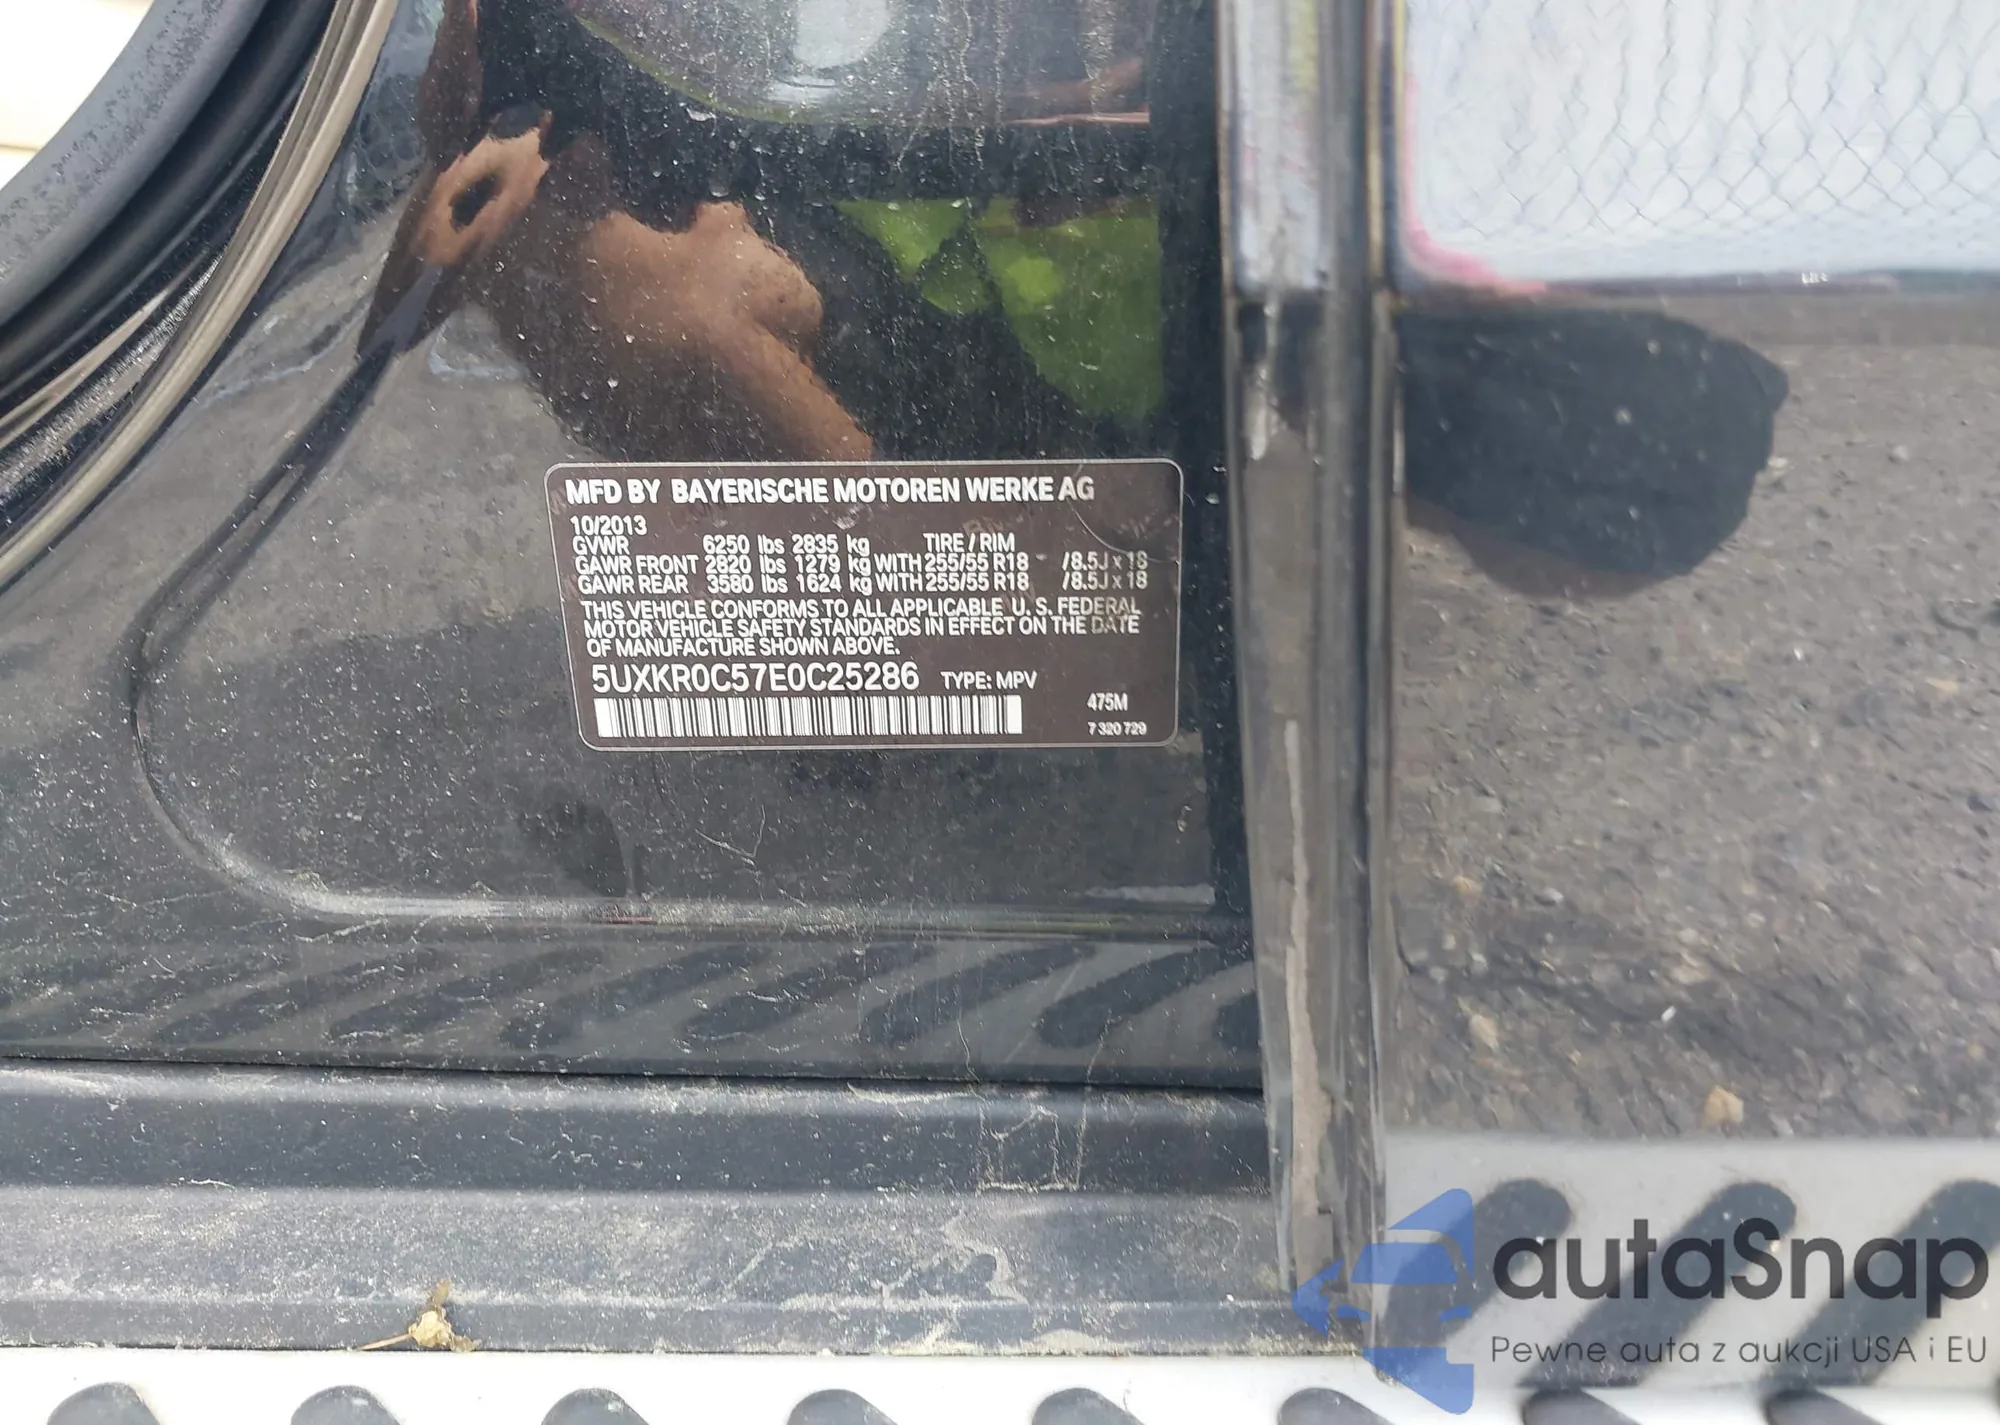 MFD BY BAYERISCHE MOTOREN WERKE AG
10/2013
GVWR 6250 lbs 2835 kg TIRE / RIM
GAWR FRONT 2820 lbs 1279 kg WITH 255/55 R18 /8.5J x 18
GAWR REAR 3580 lbs 1624 kg WITH 255/55 R18 /8.5J x 18
THIS VEHICLE CONFORMS TO ALL APPLICABLE U. S. FEDERAL
MOTOR VEHICLE SAFETY STANDARDS IN EFFECT ON THE DATE
OF MANUFACTURE SHOWN ABOVE.
5UXKR0C57E0C25286 TYPE: MPV
475M
7 320 729
autaSnap
Pewne auta z aukcji USA i EU